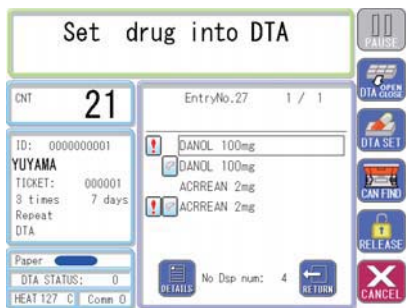 Set drug into DTA
PAUSE
DTA OPEN CLOSE
DTA SET
CAN FIND
RELEASE
CANCEL
CNT 21
ID: 0000000001
YUYAMA
TICKET: 000001
3 times 7 days
Repeat
DTA
Paper
DTA STATUS: 0
HEAT 127 C Comm 0
EntryNo.27 1 / 1
DANOL 100mg
DANOL 100mg
ACRREAN 2mg
ACRREAN 2mg
DETAILS No Dsp num: 4 RETURN